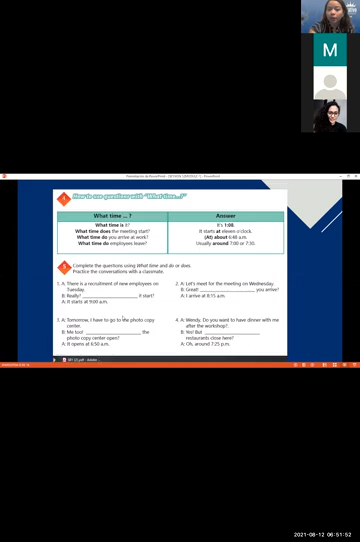 M
4 How to use questions with "What time...?"
What time ... ?
Answer
What time is it?
It's 1:08.
What time does the meeting start?
It starts at eleven o'clock.
What time do you arrive at work?
(At) about 6:48 a.m.
What time do employees leave?
Usually around 7:00 or 7:30.
5 Complete the questions using What time and do or does.
Practice the conversations with a classmate.
1. A: There is a recruitment of new employees on
Tuesday.
B: Really? ____________________ it start?
A: It starts at 9:00 a.m.
2. A: Let's meet for the meeting on Wednesday.
B: Great! ____________________ you arrive?
A: I arrive at 8:15 a.m.
3. A: Tomorrow, I have to go to the photo copy
center.
B: Me too! ____________________ the
photo copy center open?
A: It opens at 6:50 a.m.
4. A: Wendy, Do you want to have dinner with me
after the workshop?
B: Yes! But ____________________
restaurants close here?
A: Oh, around 7:25 p.m.
2021-08-12 06:51:52